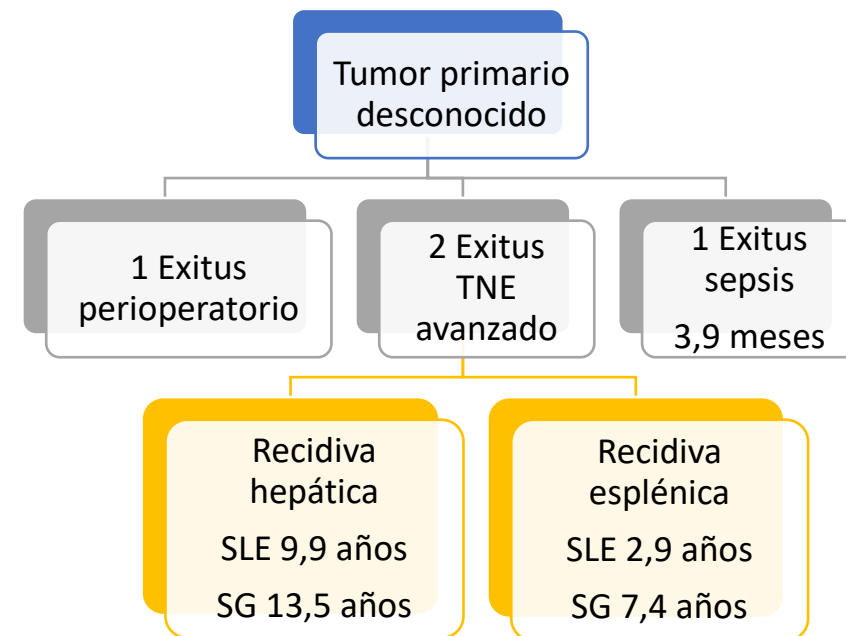 Tumor primario
desconocido
1 Exitus
perioperatorio
2 Exitus
TNE
avanzado
1 Exitus
sepsis
3,9 meses
Recidiva
hepática
SLE 9,9 años
SG 13,5 años
Recidiva
esplénica
SLE 2,9 años
SG 7,4 años